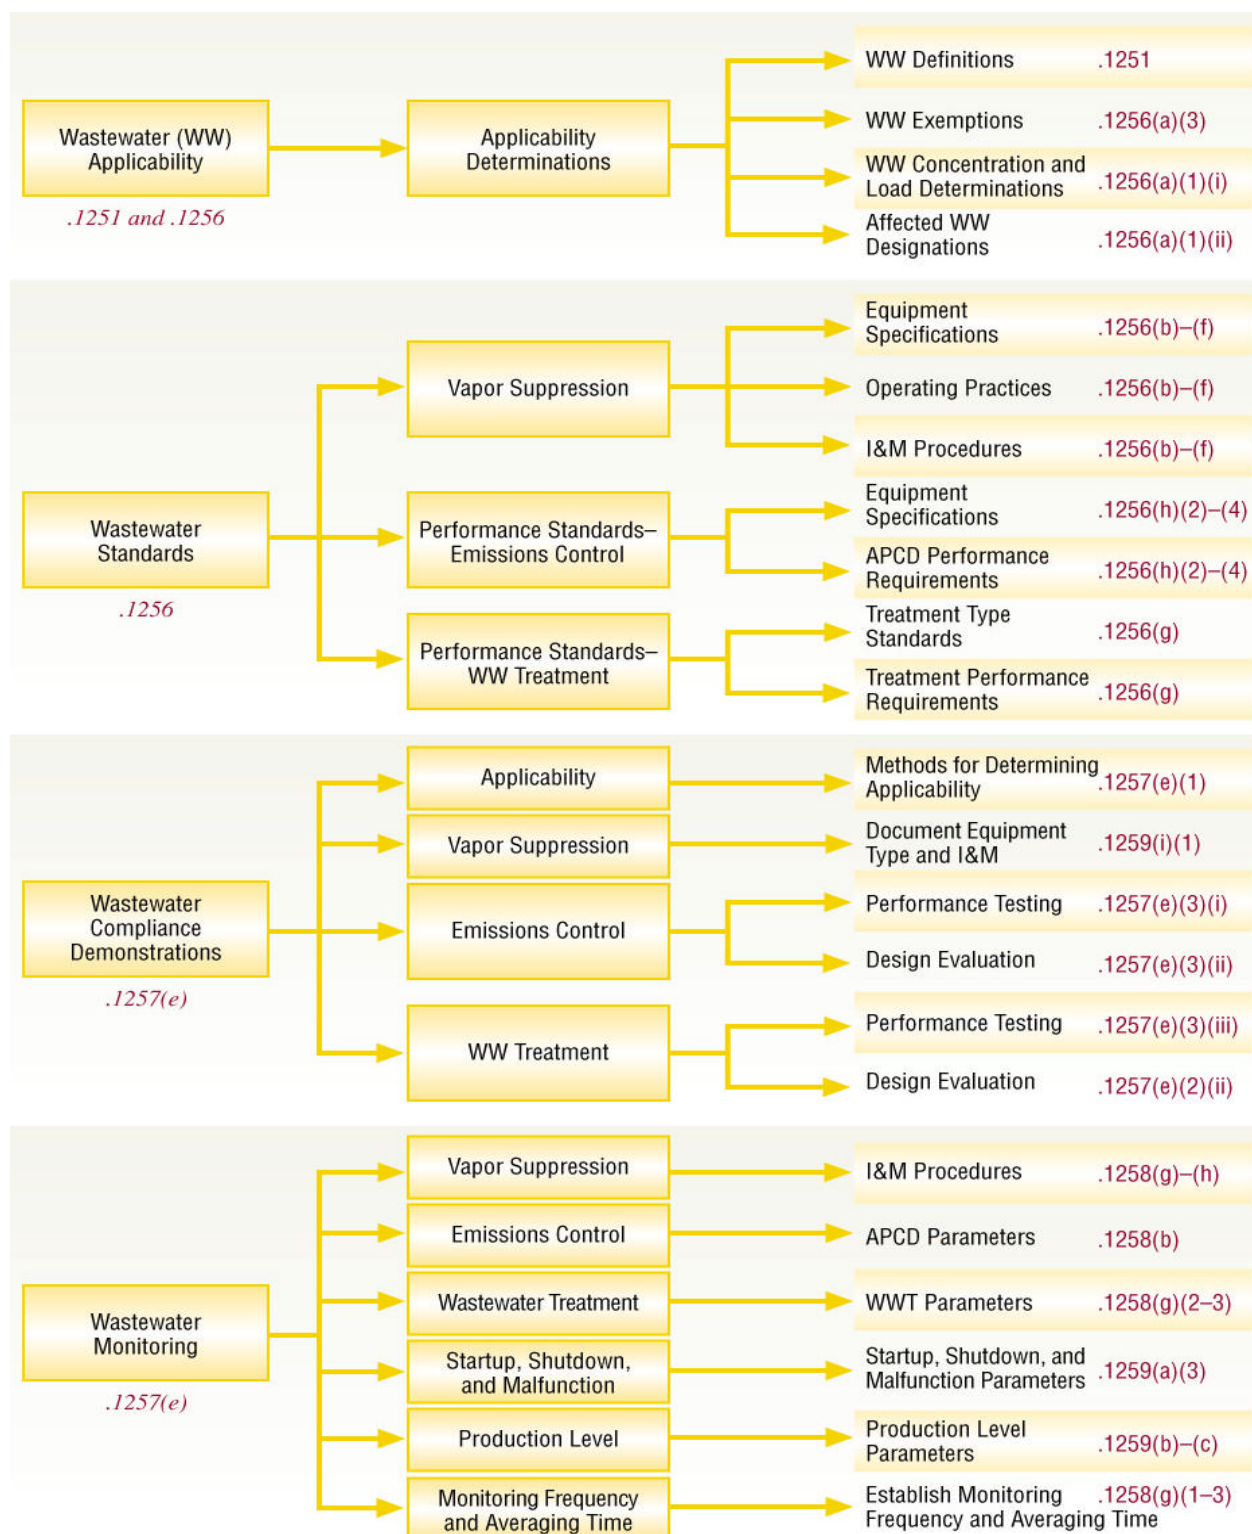 Wastewater (WW)
Applicability
.1251 and .1256
Applicability
Determinations
WW Definitions .1251
WW Exemptions .1256(a)(3)
WW Concentration and
Load Determinations .1256(a)(1)(i)
Affected WW
Designations .1256(a)(1)(ii)
Wastewater
Standards
.1256
Vapor Suppression
Equipment
Specifications .1256(b)–(f)
Operating Practices .1256(b)–(f)
I&M Procedures .1256(b)–(f)
Performance Standards–
Emissions Control
Equipment
Specifications .1256(h)(2)–(4)
APCD Performance
Requirements .1256(h)(2)–(4)
Performance Standards–
WW Treatment
Treatment Type
Standards .1256(g)
Treatment Performance
Requirements .1256(g)
Wastewater
Compliance
Demonstrations
.1257(e)
Applicability
Methods for Determining
Applicability .1257(e)(1)
Vapor Suppression
Document Equipment
Type and I&M .1259(i)(1)
Emissions Control
Performance Testing .1257(e)(3)(i)
Design Evaluation .1257(e)(3)(ii)
WW Treatment
Performance Testing .1257(e)(3)(iii)
Design Evaluation .1257(e)(2)(ii)
Wastewater
Monitoring
.1257(e)
Vapor Suppression
I&M Procedures .1258(g)–(h)
Emissions Control
APCD Parameters .1258(b)
Wastewater Treatment
WWT Parameters .1258(g)(2–3)
Startup, Shutdown,
and Malfunction
Startup, Shutdown, and
Malfunction Parameters .1259(a)(3)
Production Level
Production Level
Parameters .1259(b)–(c)
Monitoring Frequency
and Averaging Time
Establish Monitoring .1258(g)(1–3)
Frequency and Averaging Time